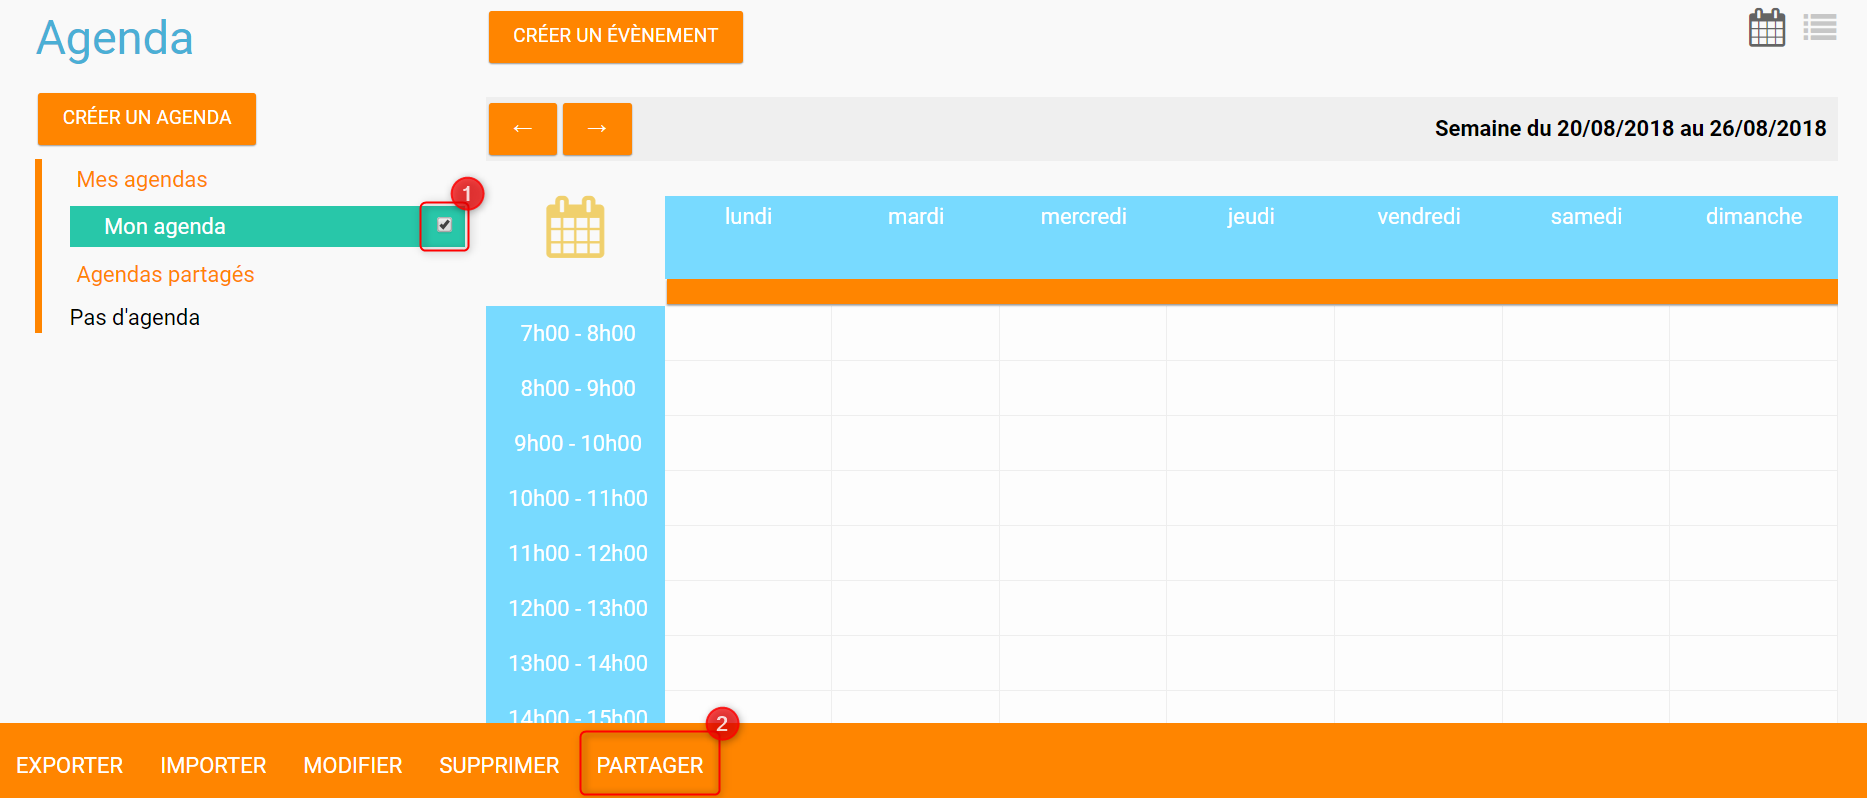 Agenda
CRÉER UN ÉVÈNEMENT
CRÉER UN AGENDA
← →
Semaine du 20/08/2018 au 26/08/2018
Mes agendas
1
Mon agenda
Agendas partagés
Pas d'agenda
lundi mardi mercredi jeudi vendredi samedi dimanche
7h00 - 8h00
8h00 - 9h00
9h00 - 10h00
10h00 - 11h00
11h00 - 12h00
12h00 - 13h00
13h00 - 14h00
14h00 - 15h00
2
EXPORTER IMPORTER MODIFIER SUPPRIMER PARTAGER